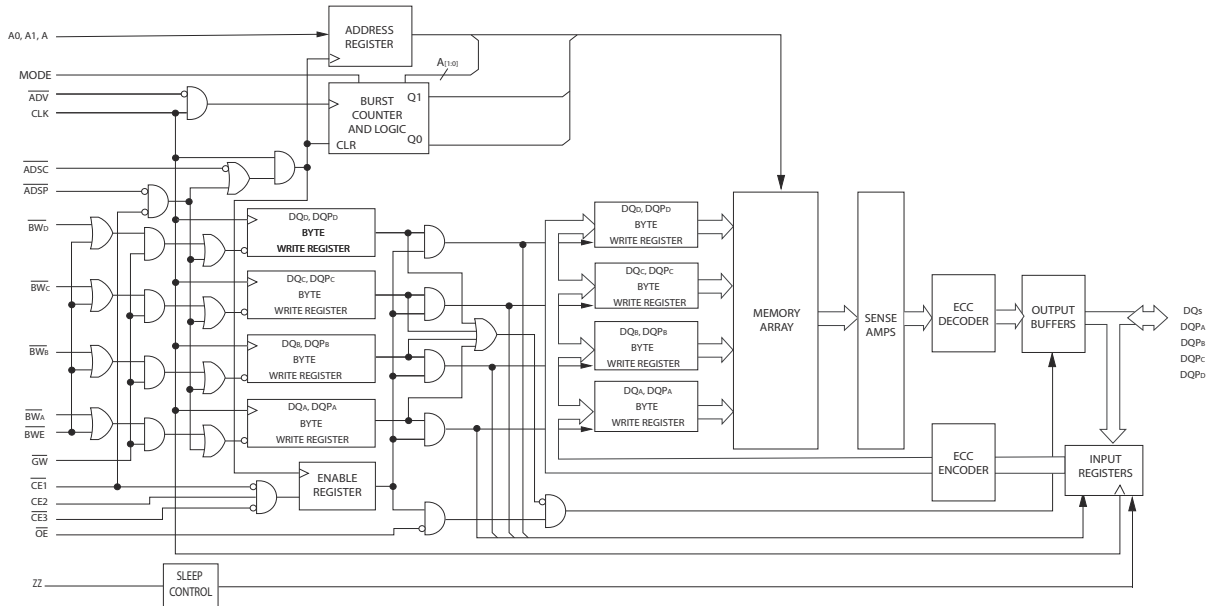 A0, A1, A
MODE
ADV
CLK
ADSC
ADSP
BWD
BWC
BWB
BWA
BWE
GW
CE1
CE2
CE3
OE
ZZ
ADDRESS
REGISTER
A[1:0]
BURST
COUNTER
AND LOGIC
Q1
Q0
CLR
DQD, DQPD
BYTE
WRITE REGISTER
DQC, DQPC
BYTE
WRITE REGISTER
DQB, DQPB
BYTE
WRITE REGISTER
DQA, DQPA
BYTE
WRITE REGISTER
ENABLE
REGISTER
SLEEP
CONTROL
DQD, DQPD
BYTE
WRITE REGISTER
DQC, DQPC
BYTE
WRITE REGISTER
DQB, DQPB
BYTE
WRITE REGISTER
DQA, DQPA
BYTE
WRITE REGISTER
MEMORY
ARRAY
SENSE
AMPS
ECC
DECODER
OUTPUT
BUFFERS
ECC
ENCODER
INPUT
REGISTERS
DQs
DQPA
DQPB
DQPC
DQPD